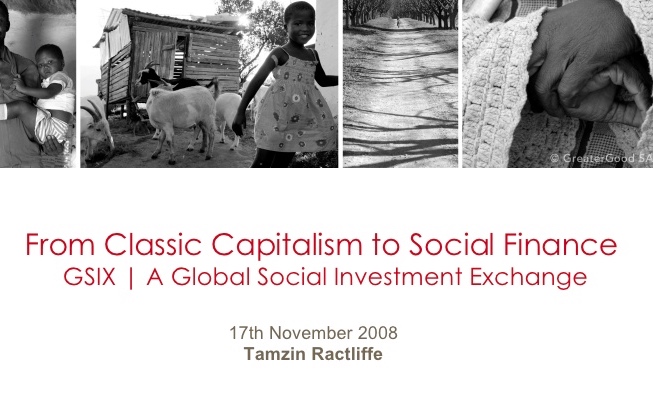 © GreaterGood SA
From Classic Capitalism to Social Finance
GSIX | A Global Social Investment Exchange
17th November 2008
Tamzin Ractliffe